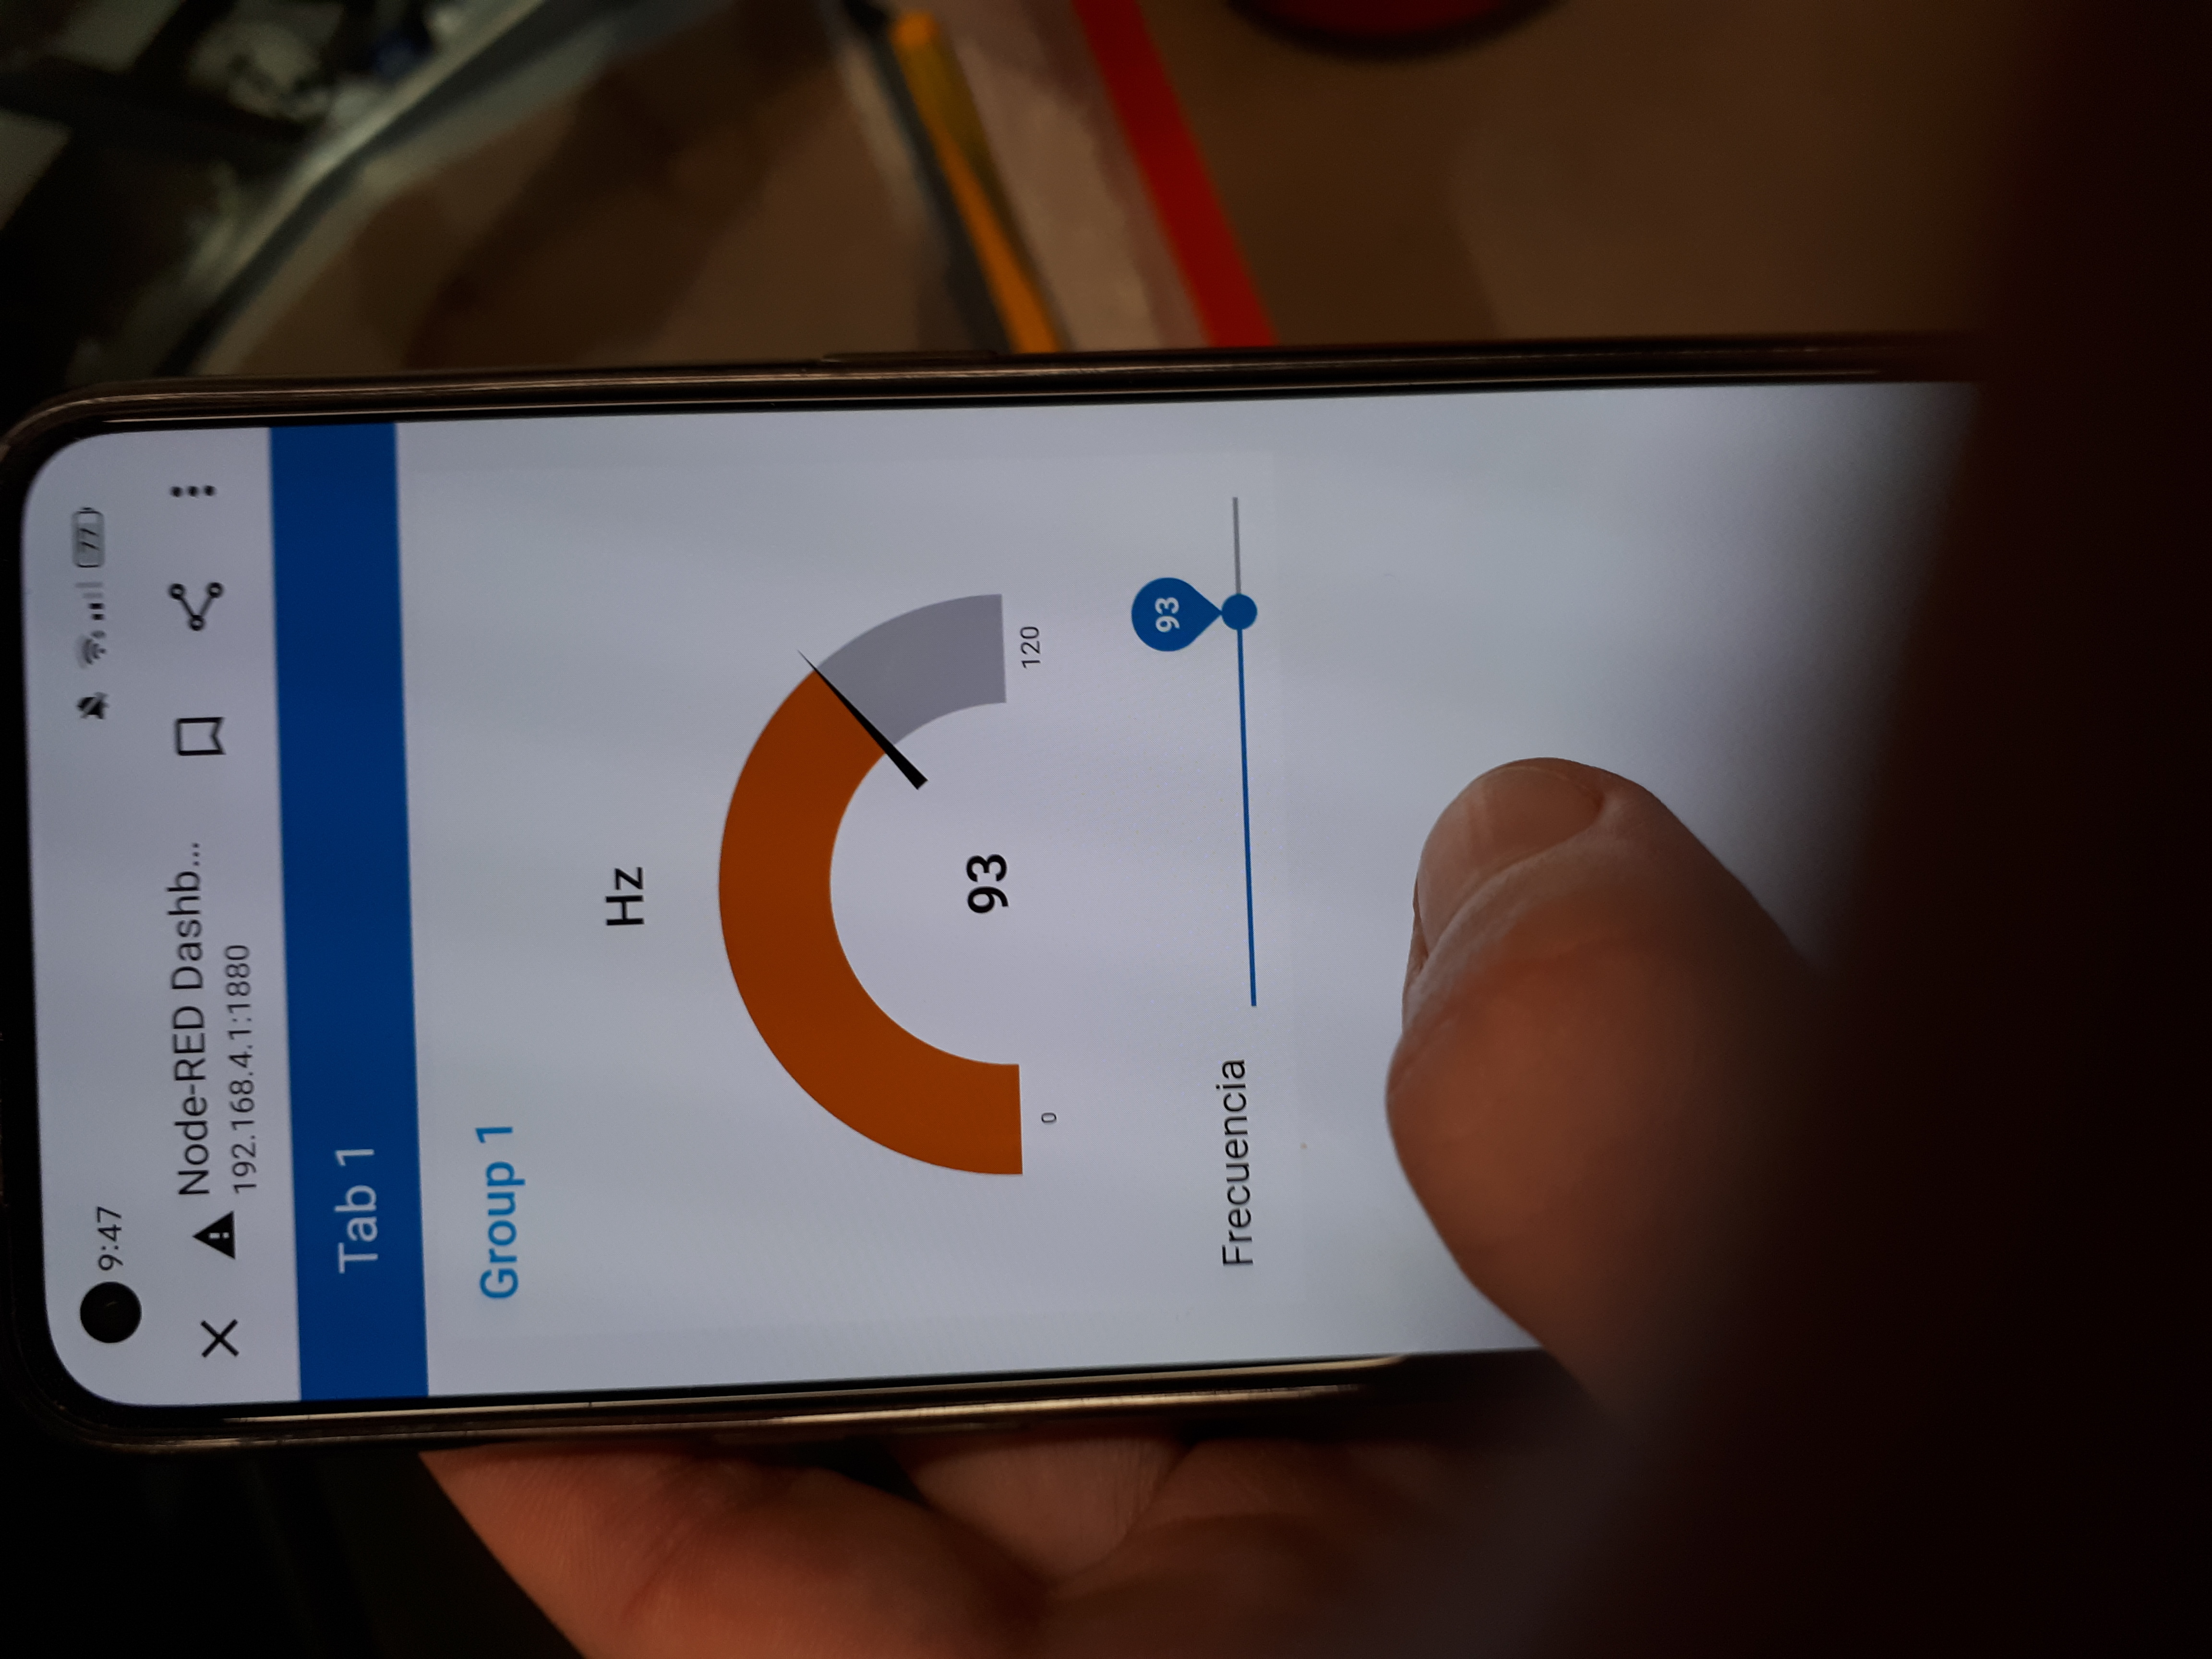 9:47
77
Node-RED Dashb...
192.168.4.1:1880
Tab 1
Group 1
Hz
93
0
120
93
Frecuencia